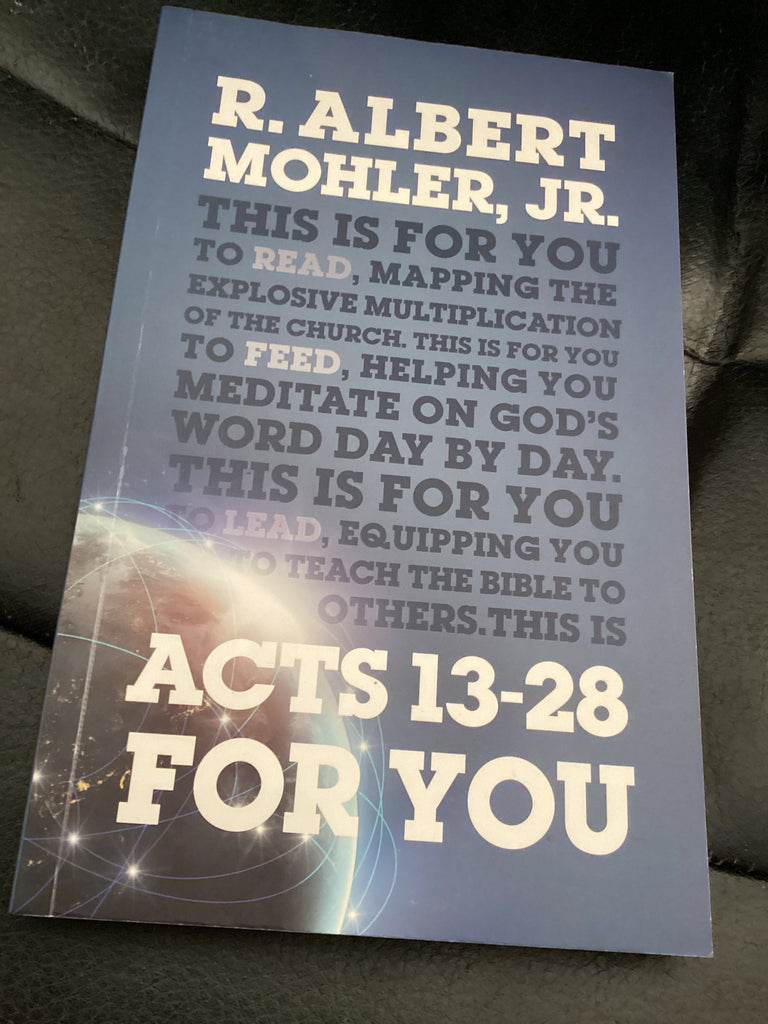 R. ALBERT
MOHLER, JR.
THIS IS FOR YOU
TO READ, MAPPING THE
EXPLOSIVE MULTIPLICATION
OF THE CHURCH. THIS IS FOR YOU
TO FEED, HELPING YOU
MEDITATE ON GOD'S
WORD DAY BY DAY.
THIS IS FOR YOU
TO LEAD, EQUIPPING YOU
TO TEACH THE BIBLE TO
OTHERS.THIS IS
ACTS 13-28
FOR YOU